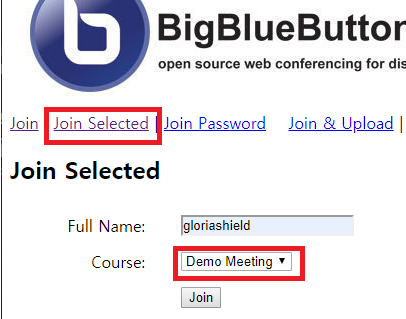 b
BigBlueButton
open source web conferencing for dis
Join Join Selected | Join Password Join & Upload |
Join Selected
Full Name: gloriashield
Course: Demo Meeting ▼
Join